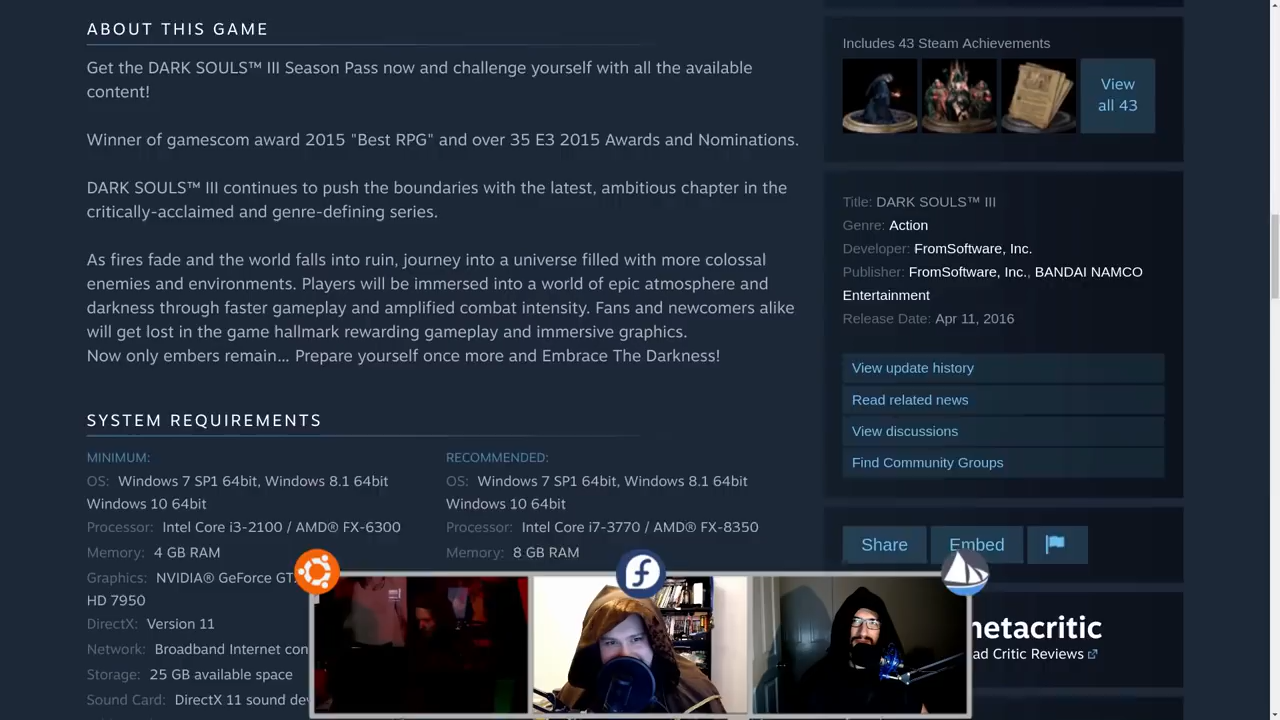 ABOUT THIS GAME
Get the DARK SOULS™ III Season Pass now and challenge yourself with all the available
content!
Winner of gamescom award 2015 "Best RPG" and over 35 E3 2015 Awards and Nominations.
DARK SOULS™ III continues to push the boundaries with the latest, ambitious chapter in the
critically-acclaimed and genre-defining series.
As fires fade and the world falls into ruin, journey into a universe filled with more colossal
enemies and environments. Players will be immersed into a world of epic atmosphere and
darkness through faster gameplay and amplified combat intensity. Fans and newcomers alike
will get lost in the game hallmark rewarding gameplay and immersive graphics.
Now only embers remain... Prepare yourself once more and Embrace The Darkness!
SYSTEM REQUIREMENTS
MINIMUM:
OS: Windows 7 SP1 64bit, Windows 8.1 64bit
Windows 10 64bit
Processor: Intel Core i3-2100 / AMD® FX-6300
Memory: 4 GB RAM
Graphics: NVIDIA® GeForce
HD 7950
DirectX: Version 11
Network: Broadband Internet
Storage: 25 GB available space
Sound Card: DirectX 11 sound
RECOMMENDED:
OS: Windows 7 SP1 64bit, Windows 8.1 64bit
Windows 10 64bit
Processor: Intel Core i7-3770 / AMD® FX-8350
Memory: 8 GB RAM
Includes 43 Steam Achievements
View
all 43
Title: DARK SOULS™ III
Genre: Action
Developer: FromSoftware, Inc.
Publisher: FromSoftware, Inc., BANDAI NAMCO
Entertainment
Release Date: Apr 11, 2016
View update history
Read related news
View discussions
Find Community Groups
Share
Embed
etacritic
ad Critic Reviews